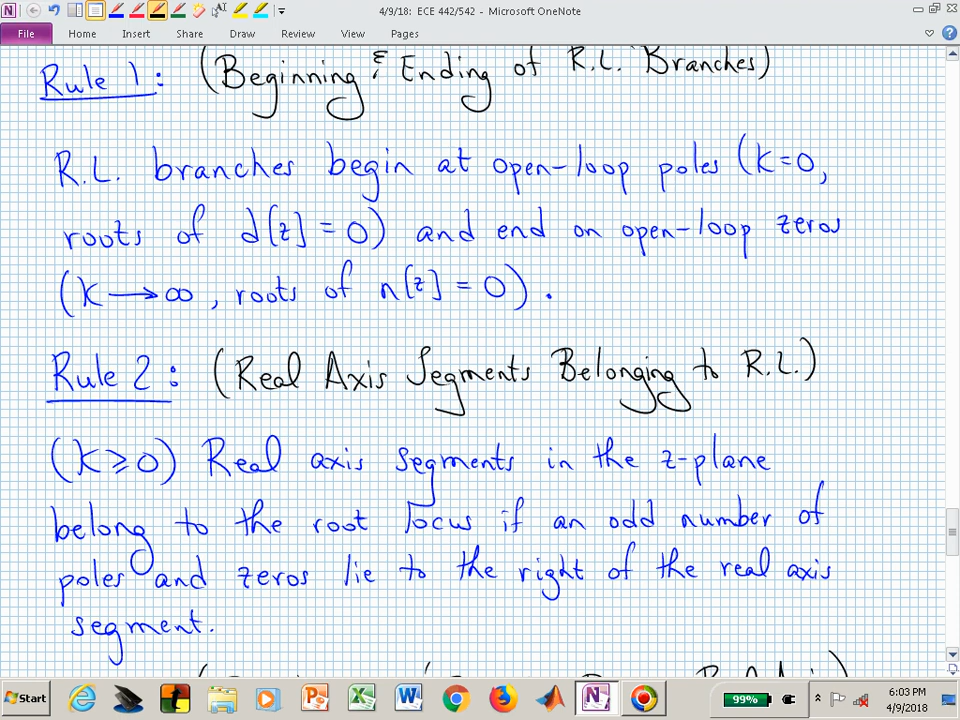 4/9/18: ECE 442/542 - Microsoft OneNote
File Home Insert Share Draw Review View Pages
Rule 1: (Beginning & Ending of R.L. Branches)
R.L. branches begin at open-loop poles (k=0,
roots of d[z] = 0) and end on open-loop zeros
(k → ∞, roots of n[z] = 0).
Rule 2: (Real Axis Segments Belonging to R.L.)
(k ≥ 0) Real axis segments in the z-plane
belong to the root locus if an odd number of
poles and zeros lie to the right of the real axis
segment.
Start 99% 6:03 PM
4/9/2018